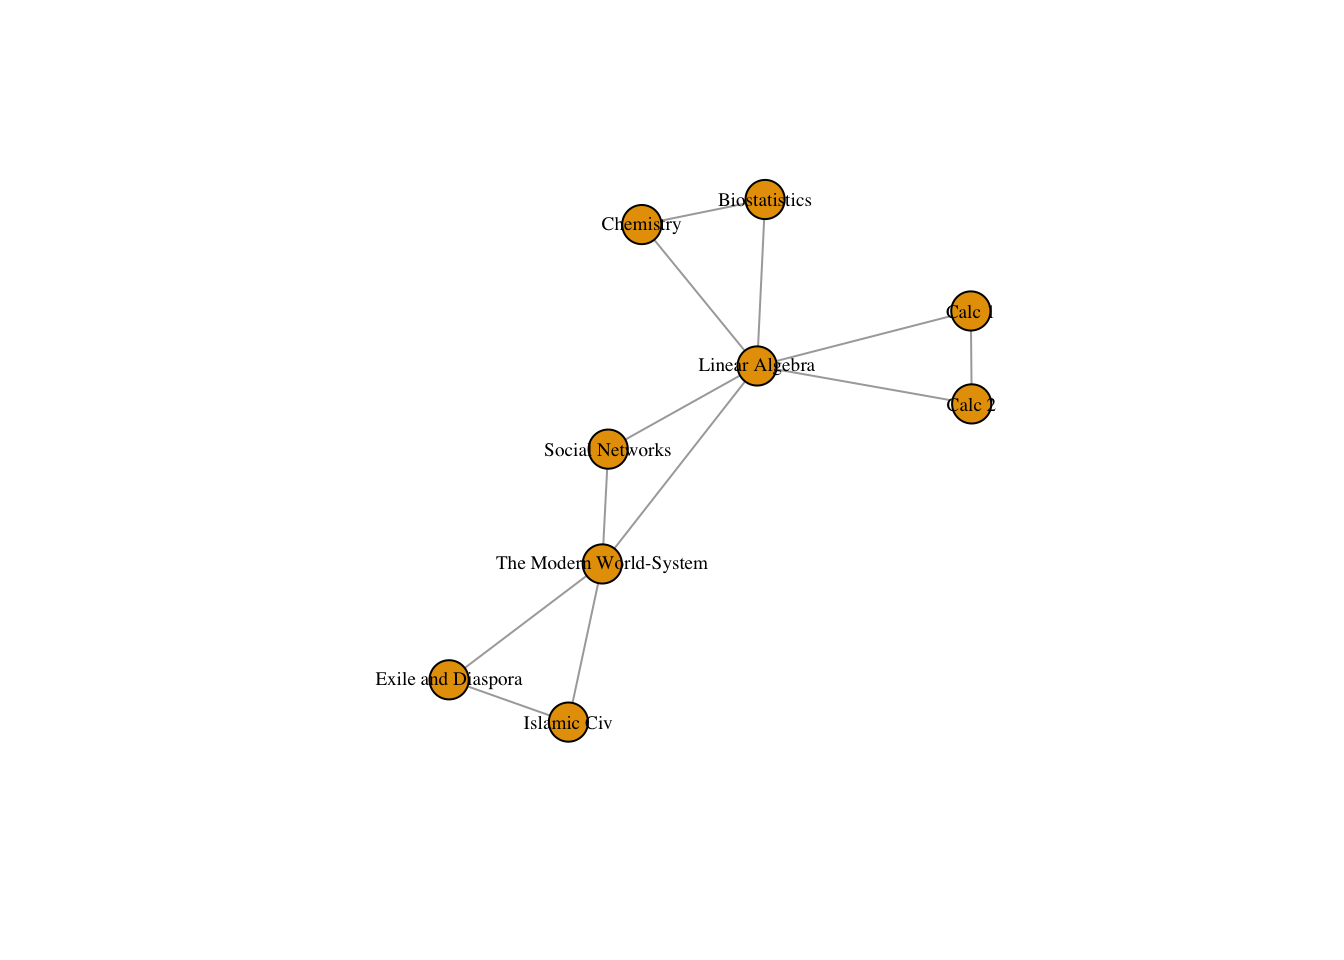 Biostatistics
Chemistry
Calc 1
Linear Algebra
Calc 2
Social Networks
The Modern World-System
Exile and Diaspora
Islamic Civ